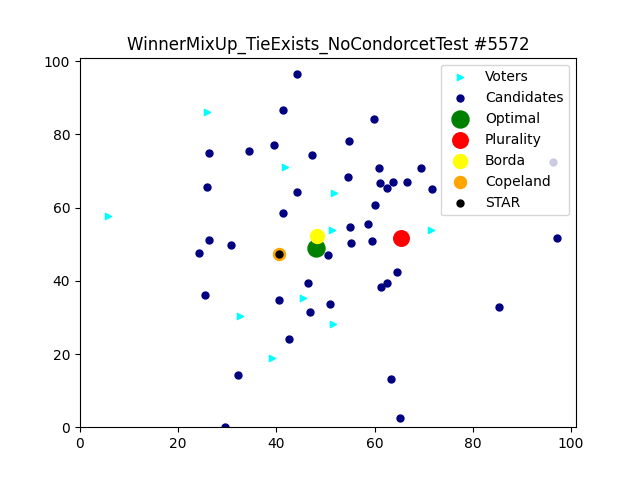 WinnerMixUp_TieExists_NoCondorcetTest #5572
100
80
60
40
20
0
0
20
40
60
80
100
Voters
Candidates
Optimal
Plurality
Borda
Copeland
STAR